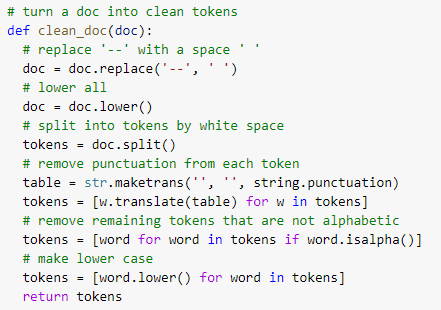 # turn a doc into clean tokens
def clean_doc(doc):
  # replace '--' with a space ' '
  doc = doc.replace('--', ' ')
  # lower all
  doc = doc.lower()
  # split into tokens by white space
  tokens = doc.split()
  # remove punctuation from each token
  table = str.maketrans('', '', string.punctuation)
  tokens = [w.translate(table) for w in tokens]
  # remove remaining tokens that are not alphabetic
  tokens = [word for word in tokens if word.isalpha()]
  # make lower case
  tokens = [word.lower() for word in tokens]
  return tokens